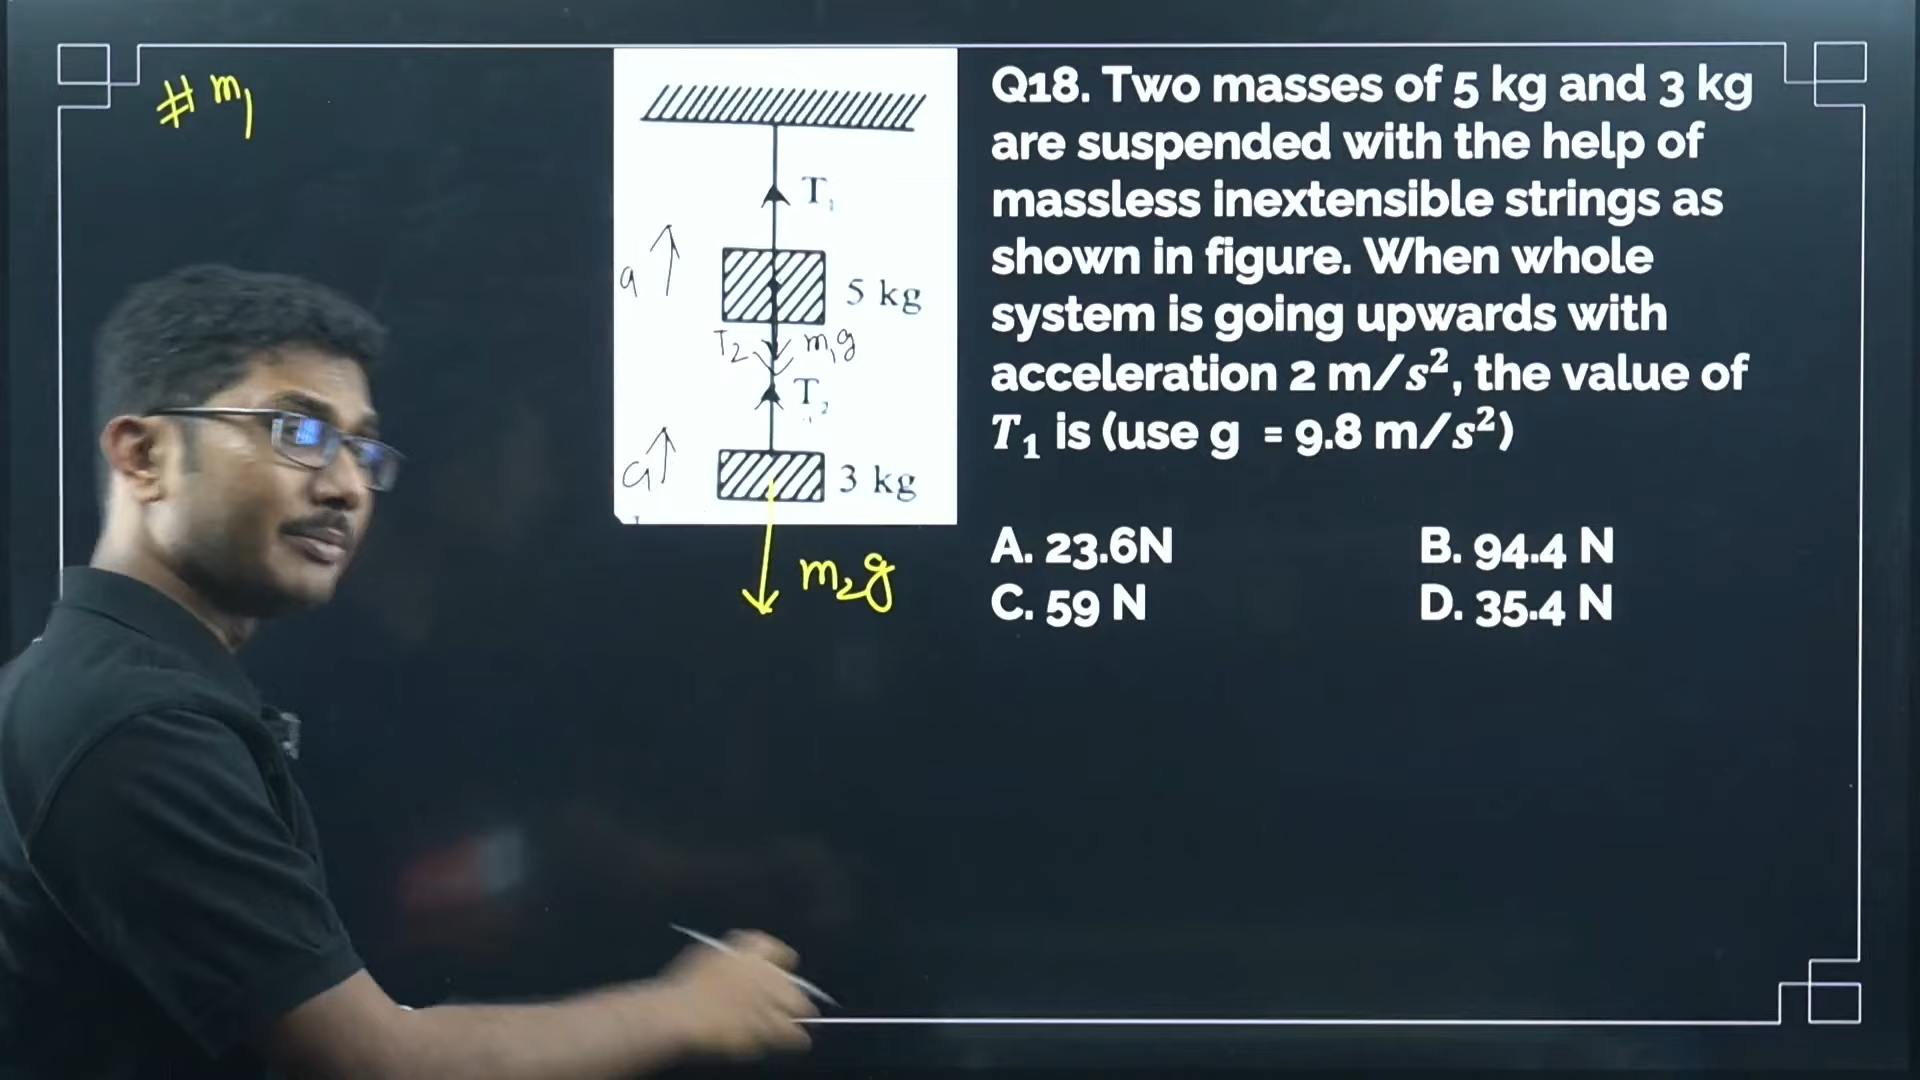 # m₁
T₁
a
5 kg
T₂ m₁g
T₂
a
3 kg
m₂g
Q18. Two masses of 5 kg and 3 kg
are suspended with the help of
massless inextensible strings as
shown in figure. When whole
system is going upwards with
acceleration 2 m/s², the value of
T₁ is (use g = 9.8 m/s²)
A. 23.6N B. 94.4 N
C. 59 N D. 35.4 N